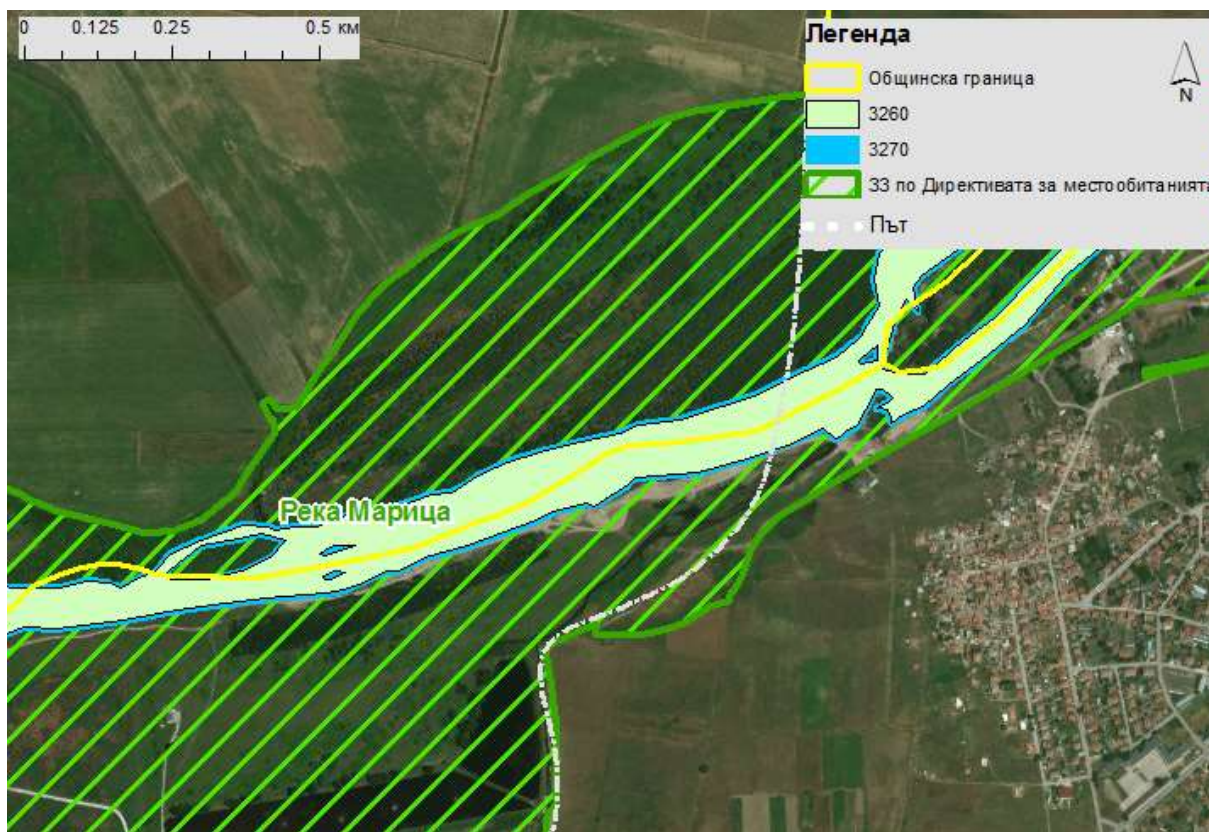 0 0.125 0.25 0.5 км
Легенда
Общинска граница
3260
3270
ЗЗ по Директивата за местообитанията
Път
N
Река Марица